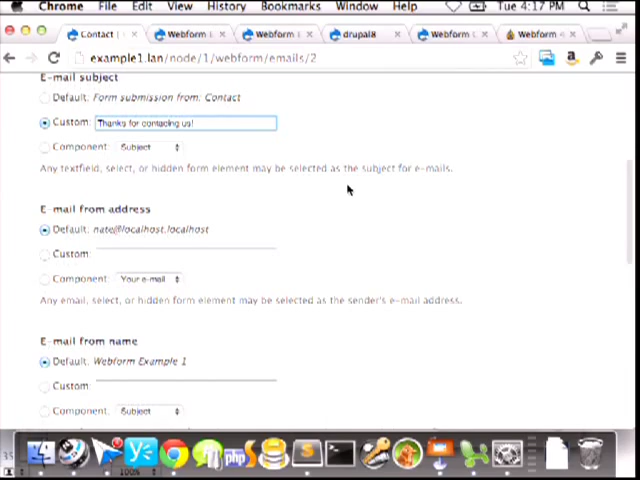 Chrome File Edit View History Bookmarks Window Help Tue 4:17 PM
Contact | Webform Webform drupal8 Webform Webform
example1.lan/node/1/webform/emails/2
E-mail subject
Default: Form submission from: Contact
Custom: Thanks for contacting us!
Component: Subject
Any textfield, select, or hidden form element may be selected as the subject for e-mails.
E-mail from address
Default: nate@localhost.localhost
Custom:
Component: Your e-mail
Any email, select, or hidden form element may be selected as the sender's e-mail address.
E-mail from name
Default: Webform Example 1
Custom:
Component: Subject
php
100%